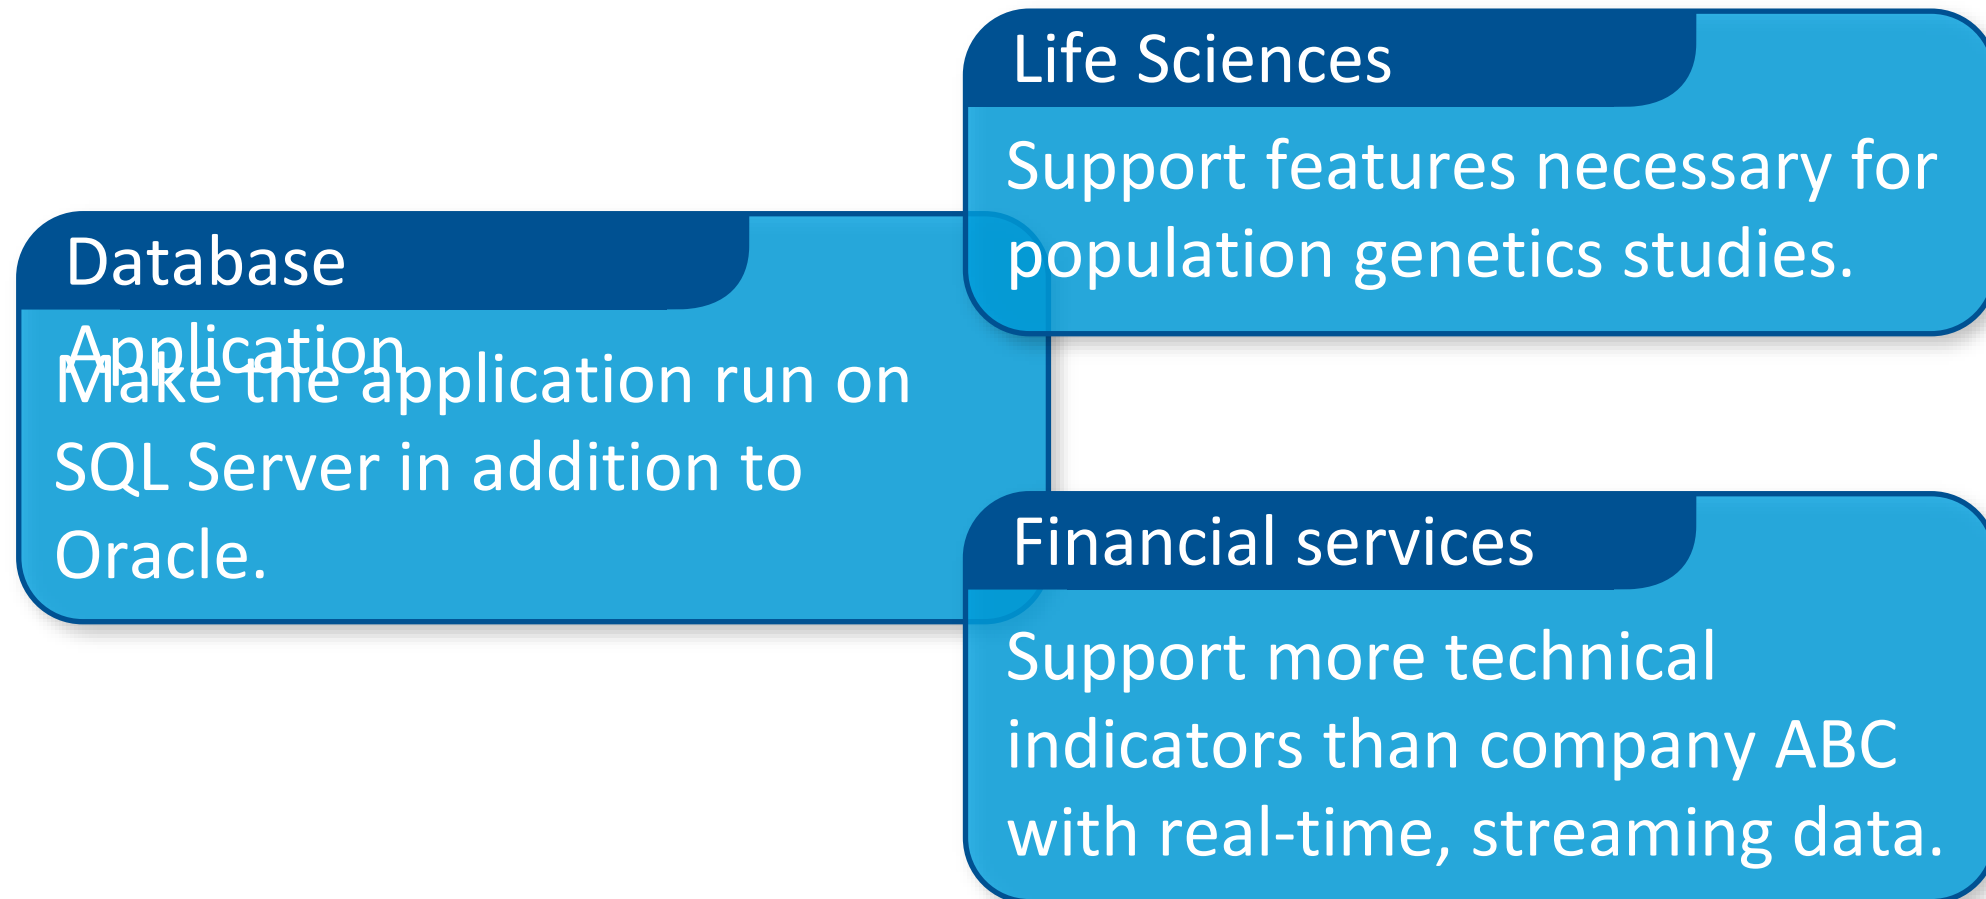 Life Sciences
Support features necessary for
population genetics studies.
Database
Application
Make the application run on
SQL Server in addition to
Oracle.
Financial services
Support more technical
indicators than company ABC
with real-time, streaming data.